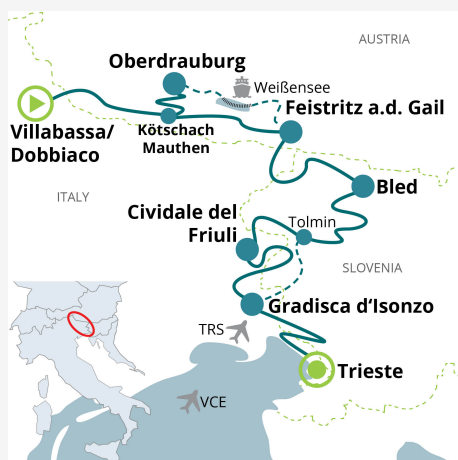 AUSTRIA
Oberdrauburg
Weißensee
Feistritz a.d. Gail
Villabassa/
Dobbiaco
Kötschach
Mauthen
Bled
ITALY
Cividale del
Friuli
Tolmin
SLOVENIA
Gradisca d‘Isonzo
TRS
Trieste
VCE